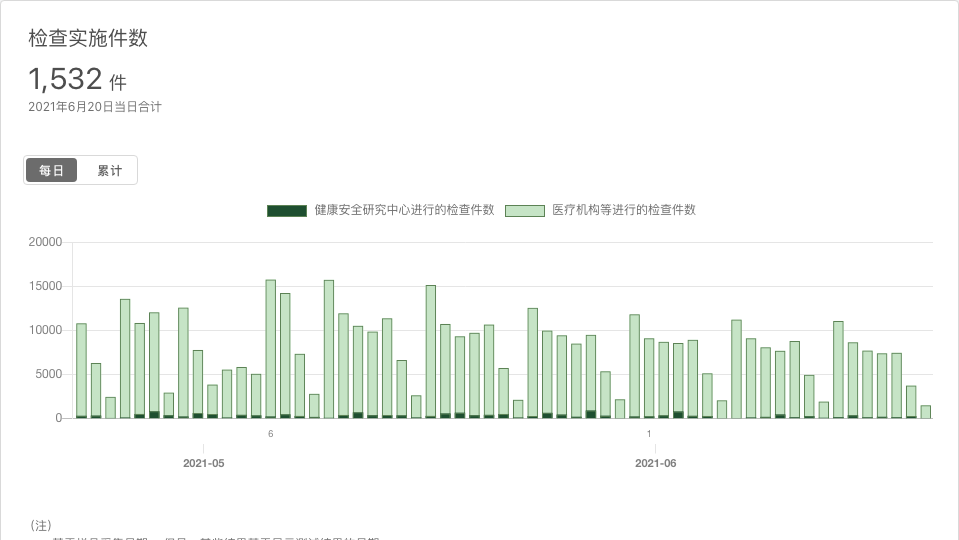 检查实施件数
1,532 件
2021年6月20日当日合计
每日 累计
健康安全研究中心进行的检查件数 医疗机构等进行的检查件数
20000
15000
10000
5000
0
6 1
2021-05 2021-06
(注)